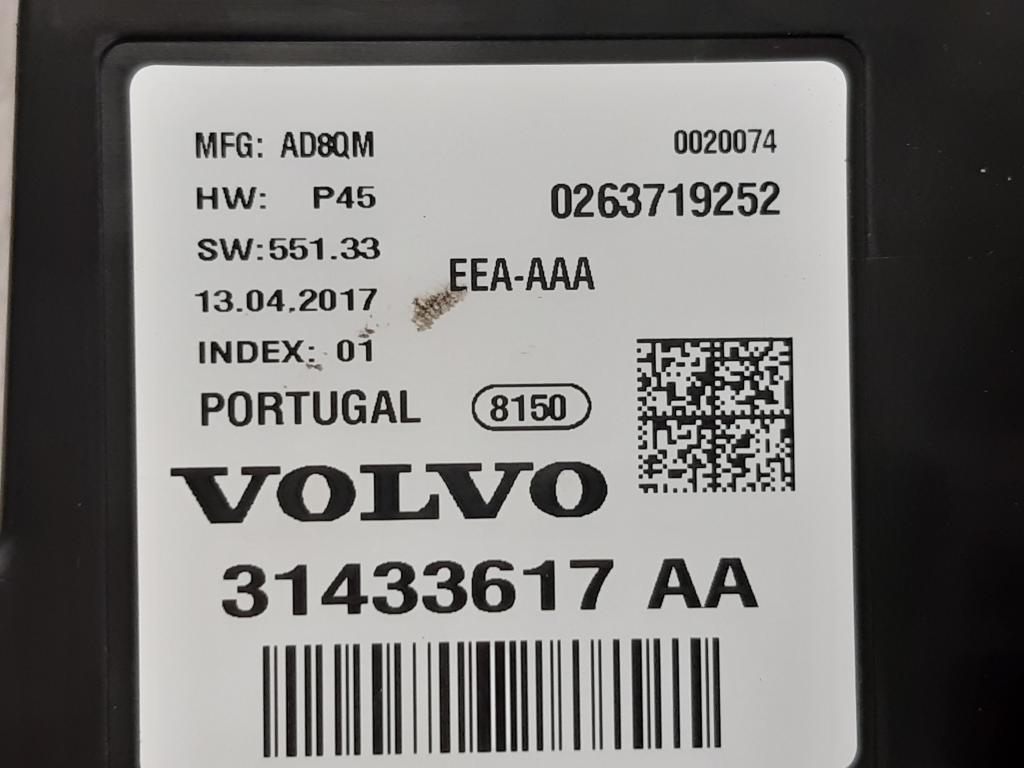 MFG: AD8QM 0020074
HW: P45 0263719252
SW:551.33
EEA-AAA
13.04.2017
INDEX: 01
PORTUGAL 8150
VOLVO
31433617 AA